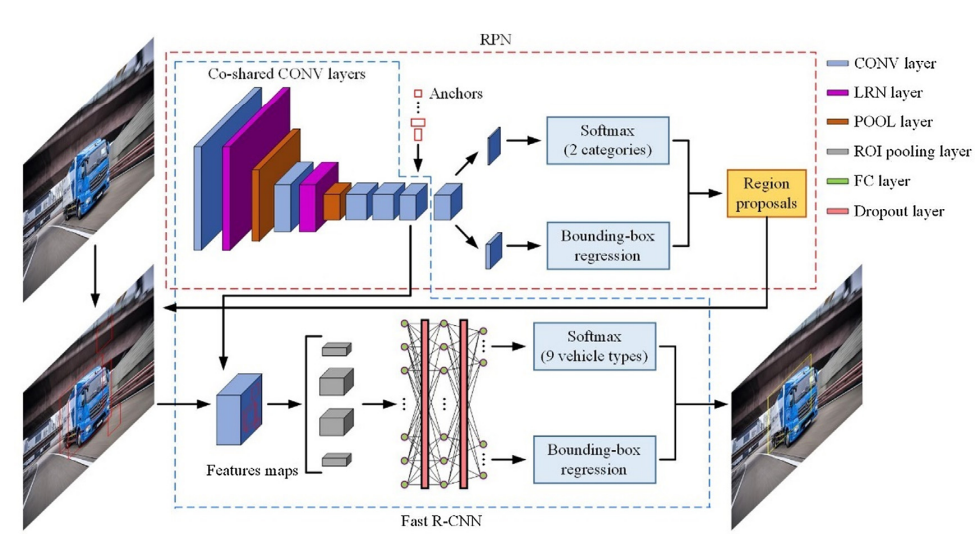 RPN
Co-shared CONV layers
Anchors
Softmax
(2 categories)
Bounding-box
regression
Region
proposals
CONV layer
LRN layer
POOL layer
ROI pooling layer
FC layer
Dropout layer
Features maps
Softmax
(9 vehicle types)
Bounding-box
regression
Fast R-CNN